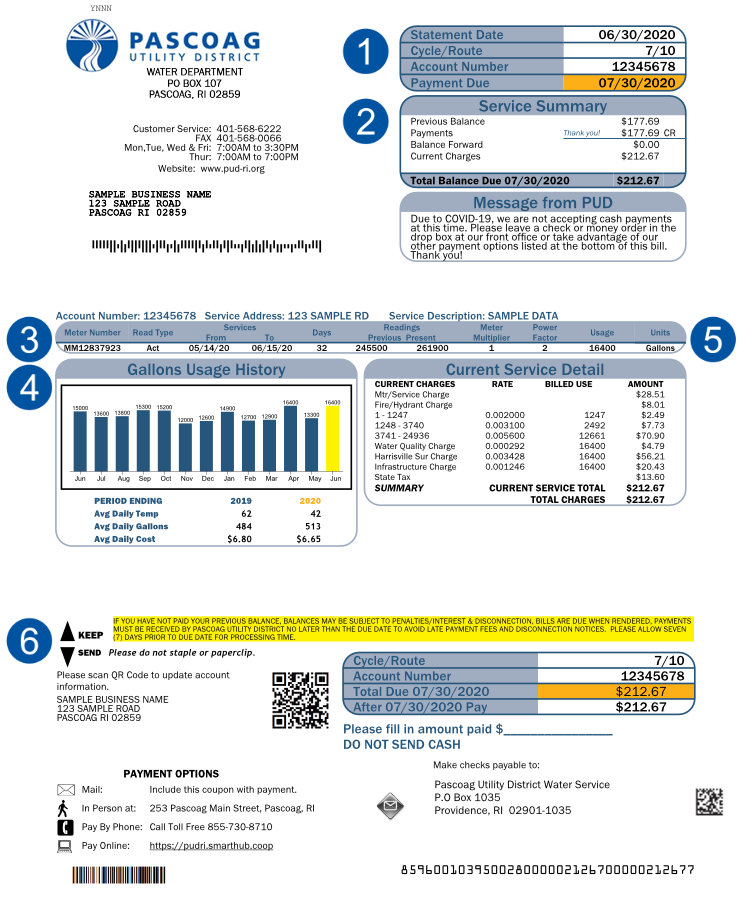 YNNN
PASCOAG
UTILITY DISTRICT
WATER DEPARTMENT
PO BOX 107
PASCOAG, RI 02859
Customer Service: 401-568-6222
FAX 401-568-0066
Mon,Tue, Wed & Fri: 7:00AM to 3:30PM
Thur: 7:00AM to 7:00PM
Website: www.pud-ri.org
SAMPLE BUSINESS NAME
123 SAMPLE ROAD
PASCOAG RI 02859
1
Statement Date 06/30/2020
Cycle/Route 7/10
Account Number 12345678
Payment Due 07/30/2020
2
Service Summary
Previous Balance $177.69
Payments Thank you! $177.69 CR
Balance Forward $0.00
Current Charges $212.67
Total Balance Due 07/30/2020 $212.67
Message from PUD
Due to COVID-19, we are not accepting cash payments
at this time. Please leave a check or money order in the
drop box at our front office or take advantage of our
other payment options listed at the bottom of this bill.
Thank you!
Account Number: 12345678 Service Address: 123 SAMPLE RD Service Description: SAMPLE DATA
3
Meter Number Read Type Services From To Days Readings Previous Present Meter Multiplier Power Factor Usage Units
MM12837923 Act 05/14/20 06/15/20 32 245500 261900 1 2 16400 Gallons
5
4
Gallons Usage History
15000 13600 13600 15300 15200 12000 12600 14900 12700 12900 16400 13300 16400
Jun Jul Aug Sep Oct Nov Dec Jan Feb Mar Apr May Jun
PERIOD ENDING 2019 2020
Avg Daily Temp 62 42
Avg Daily Gallons 484 513
Avg Daily Cost $6.80 $6.65
Current Service Detail
CURRENT CHARGES RATE BILLED USE AMOUNT
Mtr/Service Charge $28.51
Fire/Hydrant Charge $8.01
1 - 1247 0.002000 1247 $2.49
1248 - 3740 0.003100 2492 $7.73
3741 - 24936 0.005600 12661 $70.90
Water Quality Charge 0.000292 16400 $4.79
Harrisville Sur Charge 0.003428 16400 $56.21
Infrastructure Charge 0.001246 16400 $20.43
State Tax $13.60
SUMMARY CURRENT SERVICE TOTAL $212.67
TOTAL CHARGES $212.67
6
KEEP
SEND Please do not staple or paperclip.
IF YOU HAVE NOT PAID YOUR PREVIOUS BALANCE, BALANCES MAY BE SUBJECT TO PENALTIES/INTEREST & DISCONNECTION, BILLS ARE DUE WHEN RENDERED, PAYMENTS
MUST BE RECEIVED BY PASCOAG UTILITY DISTRICT NO LATER THAN THE DUE DATE TO AVOID LATE PAYMENT FEES AND DISCONNECTION NOTICES. PLEASE ALLOW SEVEN
(7) DAYS PRIOR TO DUE DATE FOR PROCESSING TIME.
Please scan QR Code to update account
information.
SAMPLE BUSINESS NAME
123 SAMPLE ROAD
PASCOAG RI 02859
Cycle/Route 7/10
Account Number 12345678
Total Due 07/30/2020 $212.67
After 07/30/2020 Pay $212.67
Please fill in amount paid $________________
DO NOT SEND CASH
PAYMENT OPTIONS
Mail: Include this coupon with payment.
In Person at: 253 Pascoag Main Street, Pascoag, RI
Pay By Phone: Call Toll Free 855-730-8710
Pay Online: https://pudri.smarthub.coop
Make checks payable to:
Pascoag Utility District Water Service
P.O Box 1035
Providence, RI 02901-1035
8596001039500280000021267000002126​77